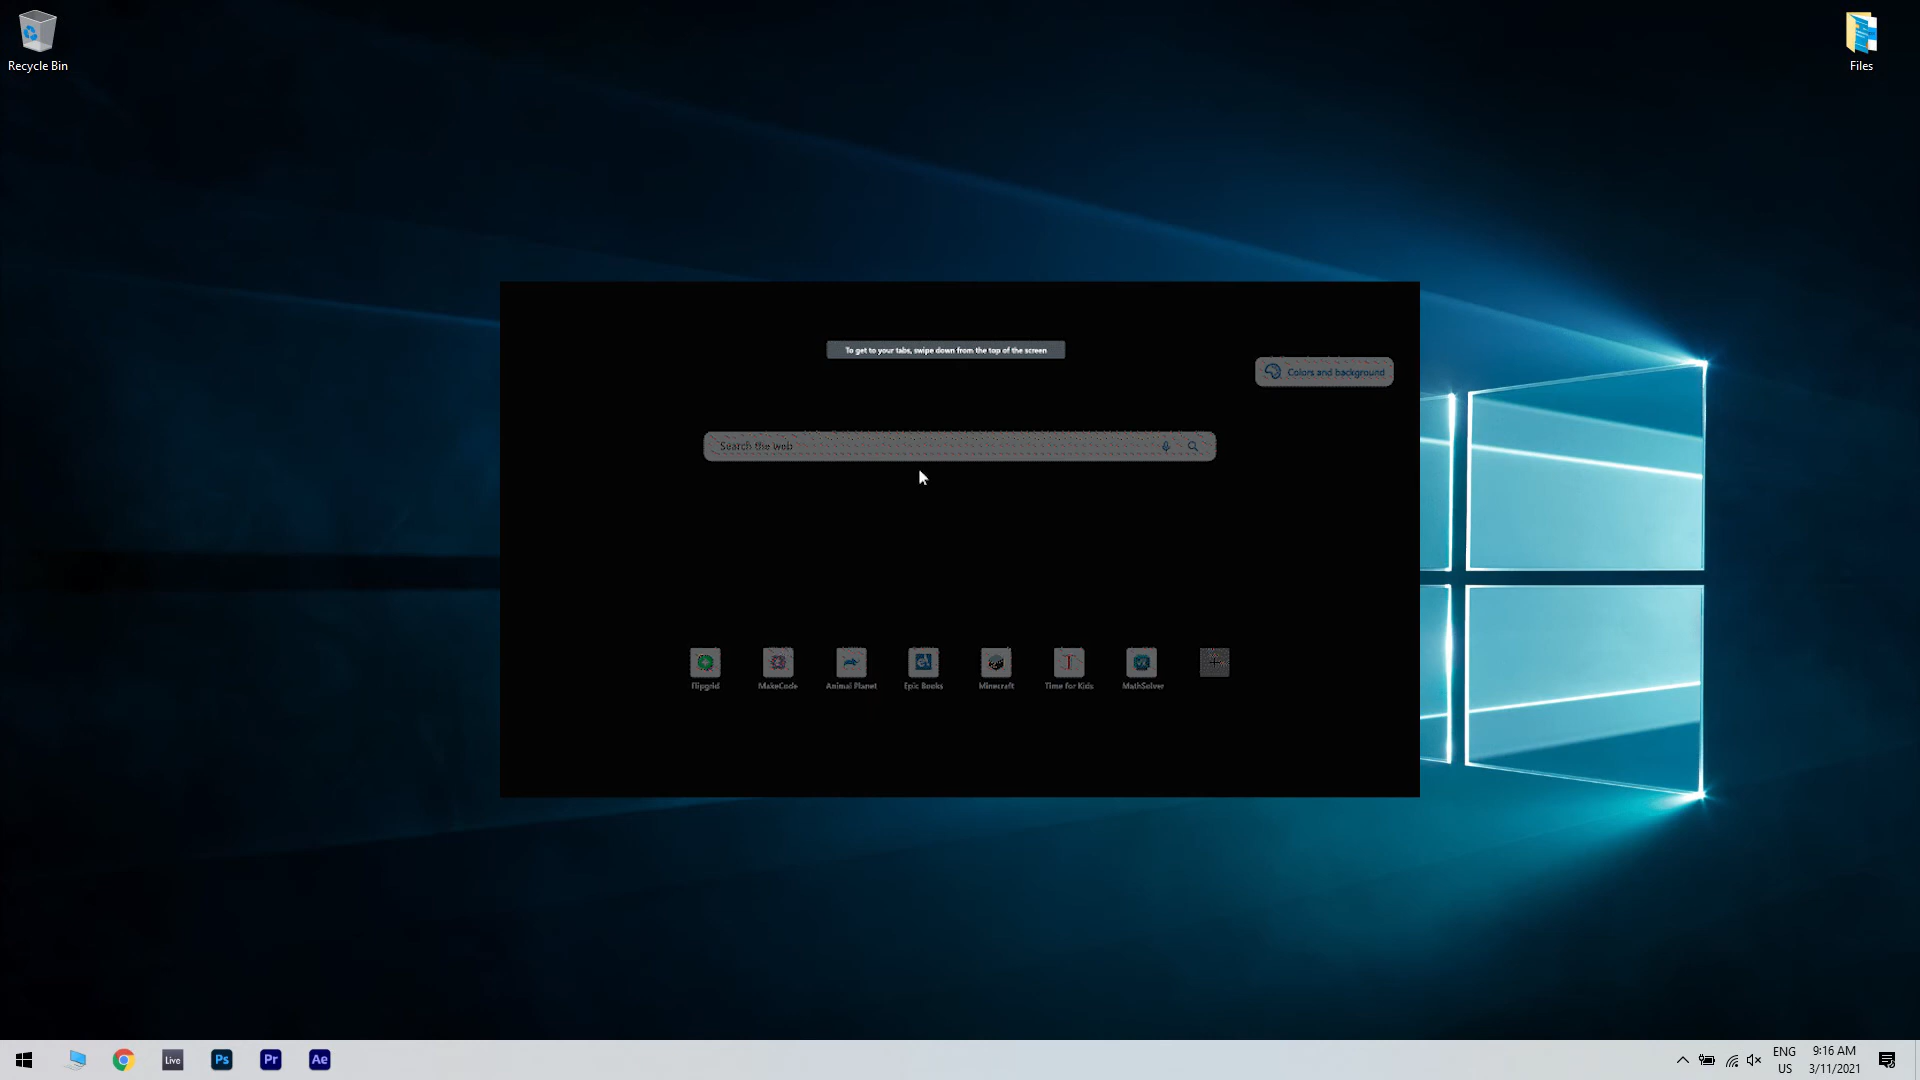 Recycle Bin
Files
To get to your tabs, swipe down from the top of the screen
Colors and background
Search the web
Flipgrid
MakeCode
Animal Planet
Epic Books
Minecraft
Time for Kids
MathSolver
Live
Ps
Pr
Ae
ENG
US
9:16 AM
3/11/2021